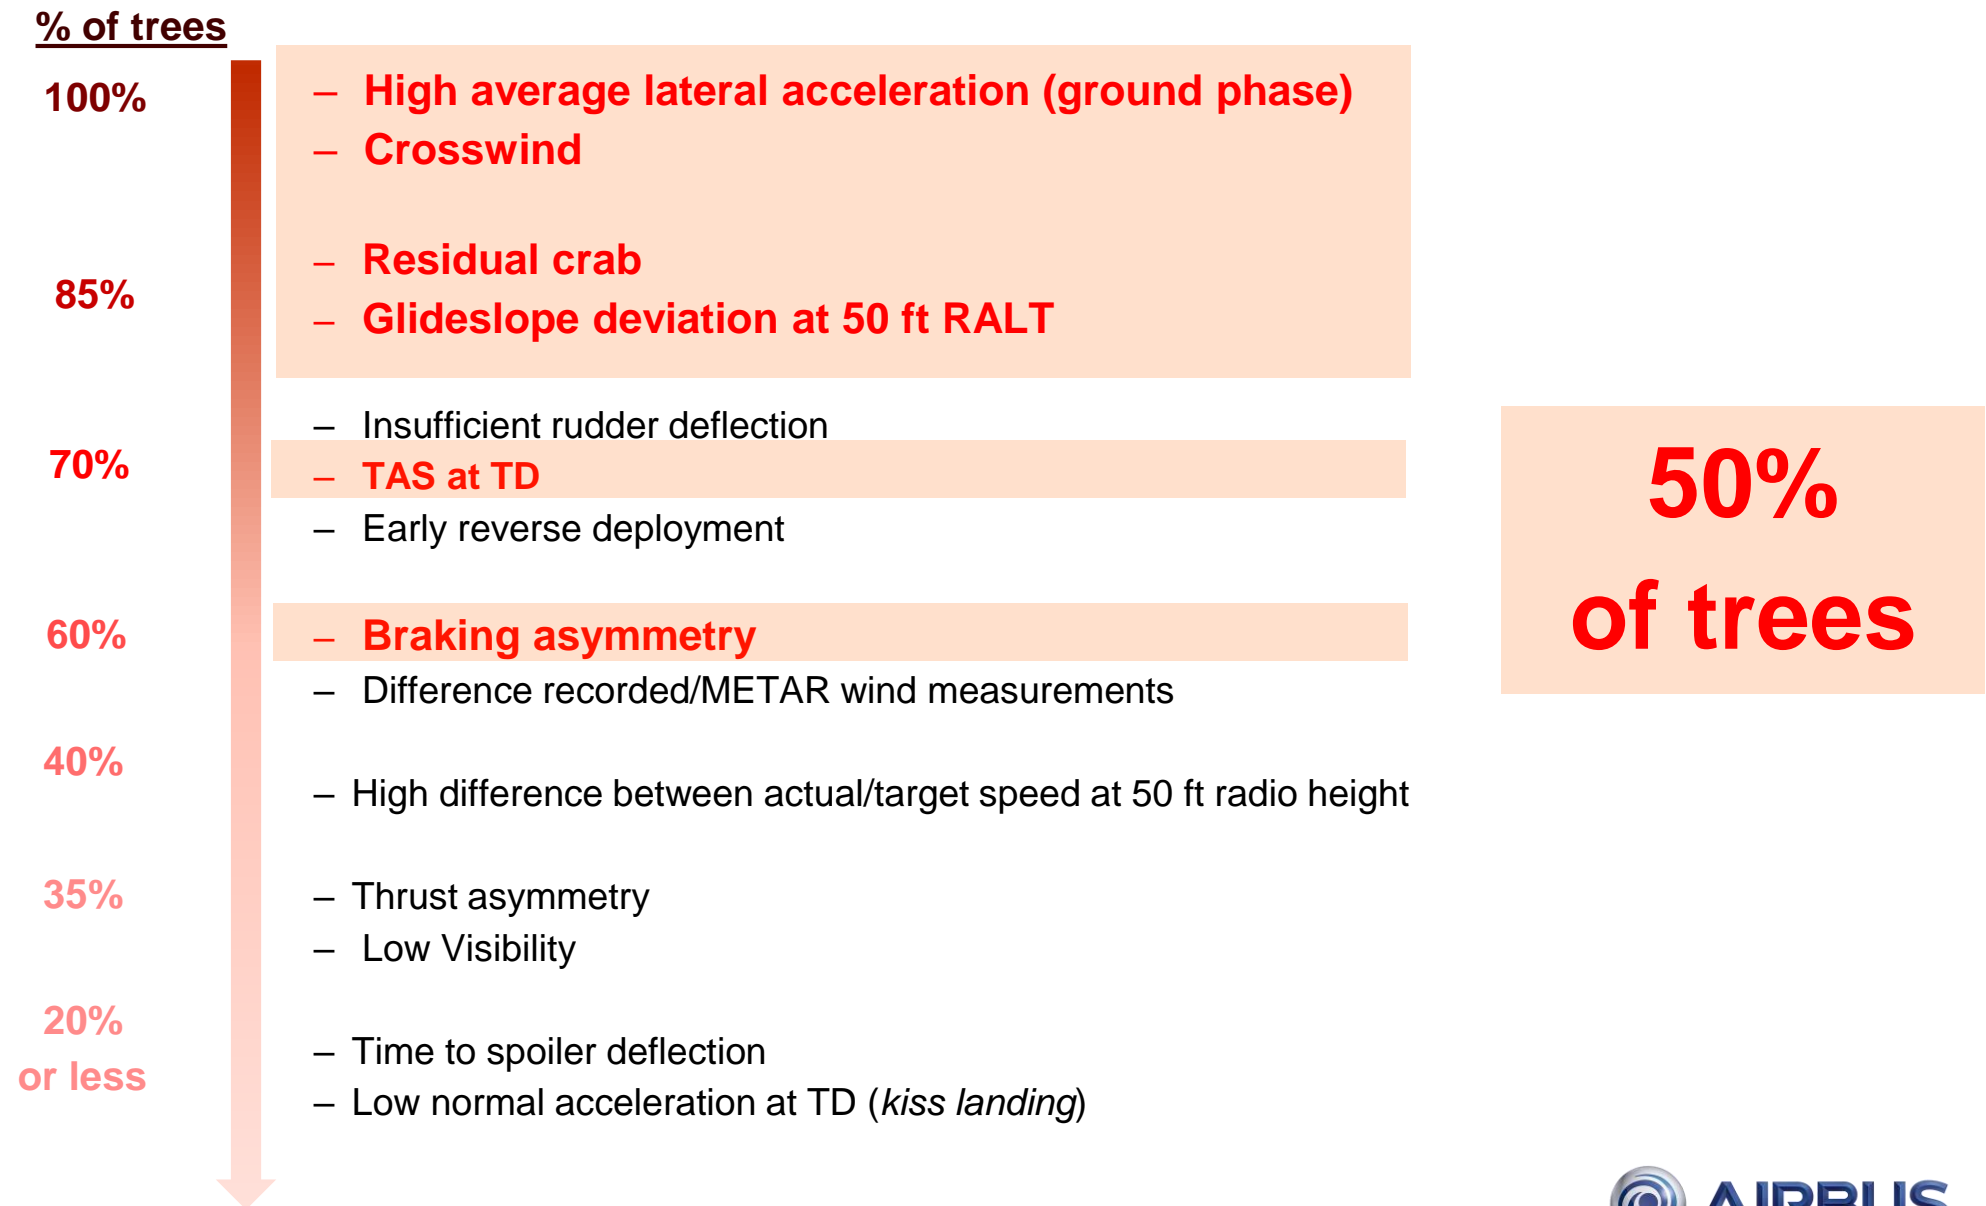 % of trees
100%
– High average lateral acceleration (ground phase)
– Crosswind
– Residual crab
85%
– Glideslope deviation at 50 ft RALT
– Insufficient rudder deflection
70%
– TAS at TD
– Early reverse deployment
50%
of trees
60%
– Braking asymmetry
– Difference recorded/METAR wind measurements
40%
– High difference between actual/target speed at 50 ft radio height
35%
– Thrust asymmetry
– Low Visibility
20%
or less
– Time to spoiler deflection
– Low normal acceleration at TD (kiss landing)
AIRBUS